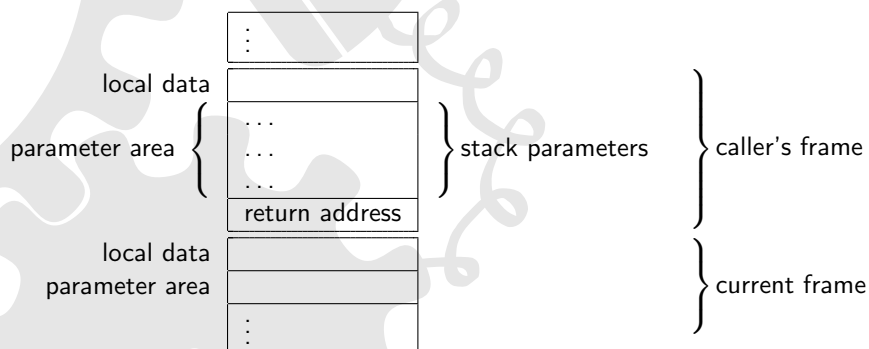 ⋮
local data
parameter area { ... } stack parameters } caller's frame
...
...
return address
local data
parameter area } current frame
⋮